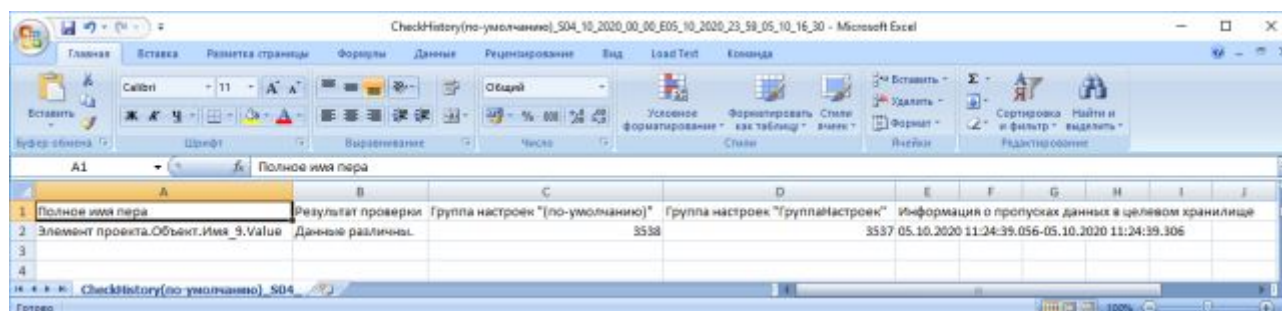 CheckHistory(по-умолчанию)_S04_10_2020_00_00_E05_10_2020_23_59_05_10_16_30 - Microsoft Excel
Главная Вставка Разметка страницы Формулы Данные Рецензирование Вид Load Test Команда
Вставить
Calibri 11
Ж К Ч
Общий
% 000
Условное форматирование
Форматировать как таблицу
Стили ячеек
Вставить
Удалить
Формат
Сортировка и фильтр
Найти и выделить
Буфер обмена Шрифт Выравнивание Число Стили Ячейки Редактирование
A1 fx Полное имя пера
A B C D E F G H I J
1 Полное имя пера Результат проверки Группа настроек "(по-умолчанию)" Группа настроек "ГруппаНастроек" Информация о пропусках данных в целевом хранилище
2 Элемент проекта.Объект.Имя_9.Value Данные различны. 3538 3537 05.10.2020 11:24:39.056-05.10.2020 11:24:39.306
3
4
CheckHistory(по-умолчанию)_S04_
Готово 100%